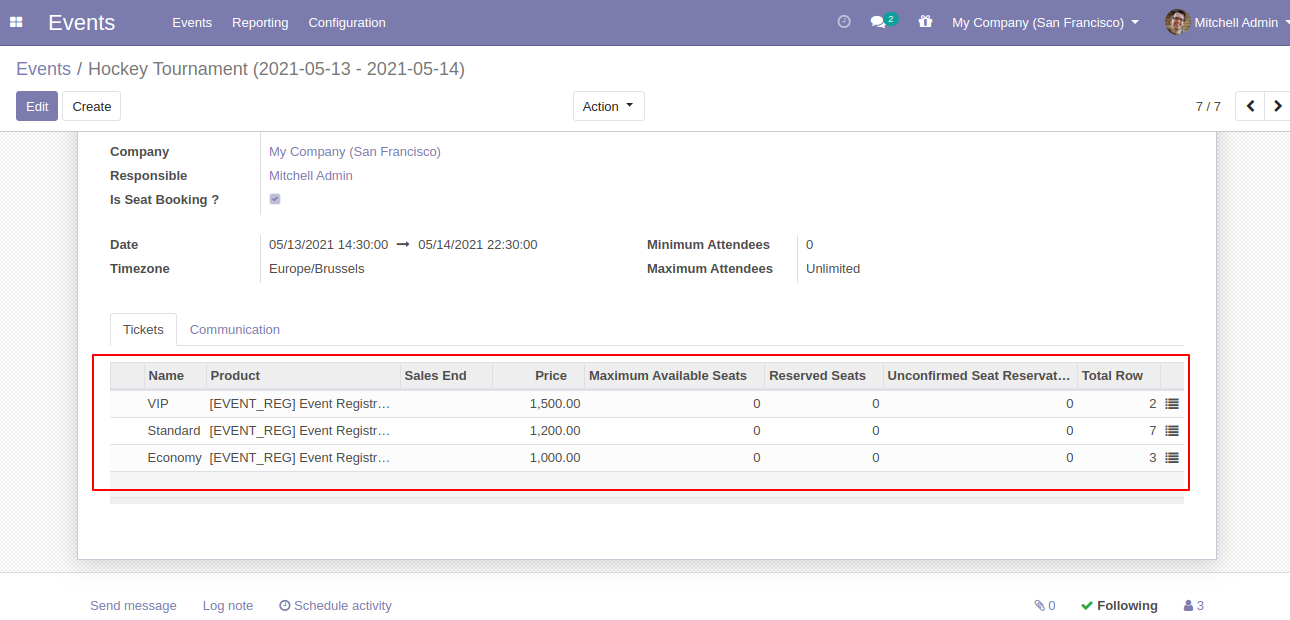 Events Events Reporting Configuration 2 My Company (San Francisco) Mitchell Admin
Events / Hockey Tournament (2021-05-13 - 2021-05-14)
Edit Create Action 7 / 7
Company My Company (San Francisco)
Responsible Mitchell Admin
Is Seat Booking ?
Date 05/13/2021 14:30:00 → 05/14/2021 22:30:00 Minimum Attendees 0
Timezone Europe/Brussels Maximum Attendees Unlimited
Tickets Communication
Name Product Sales End Price Maximum Available Seats Reserved Seats Unconfirmed Seat Reservat... Total Row
VIP [EVENT_REG] Event Registr... 1,500.00 0 0 0 2
Standard [EVENT_REG] Event Registr... 1,200.00 0 0 0 7
Economy [EVENT_REG] Event Registr... 1,000.00 0 0 0 3
Send message Log note Schedule activity 0 Following 3